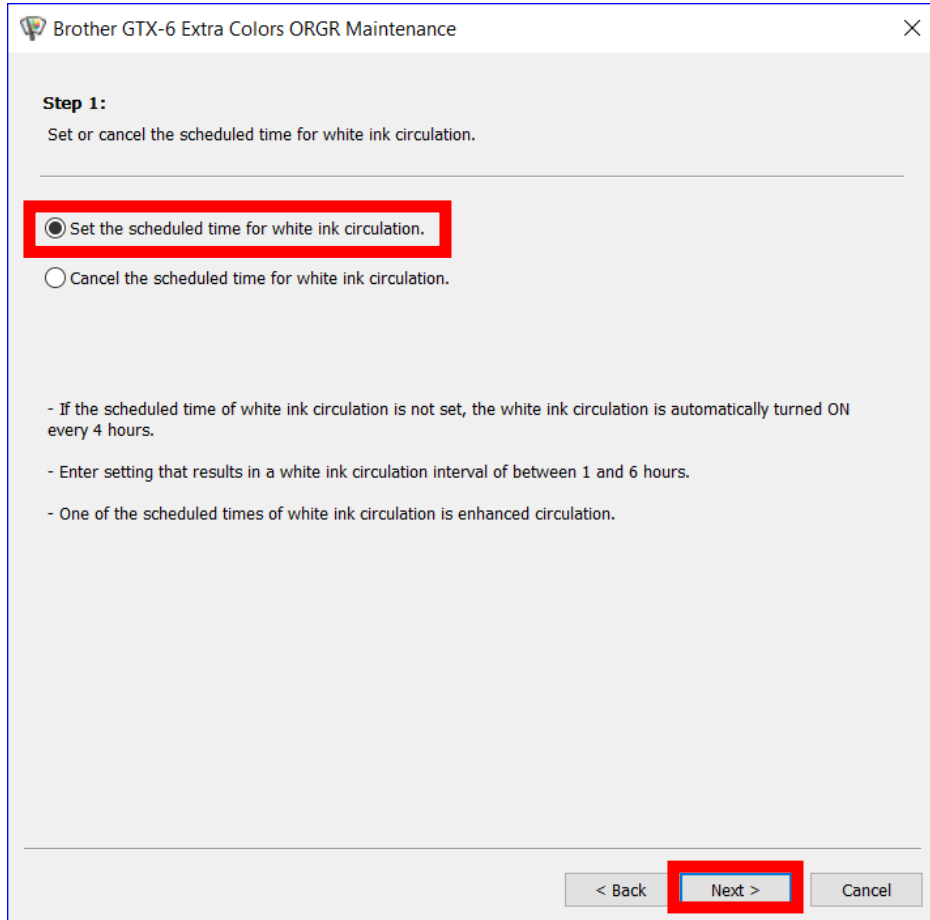 Brother GTX-6 Extra Colors ORGR Maintenance
Step 1:
Set or cancel the scheduled time for white ink circulation.
Set the scheduled time for white ink circulation.
Cancel the scheduled time for white ink circulation.
- If the scheduled time of white ink circulation is not set, the white ink circulation is automatically turned ON
every 4 hours.
- Enter setting that results in a white ink circulation interval of between 1 and 6 hours.
- One of the scheduled times of white ink circulation is enhanced circulation.
< Back Next > Cancel